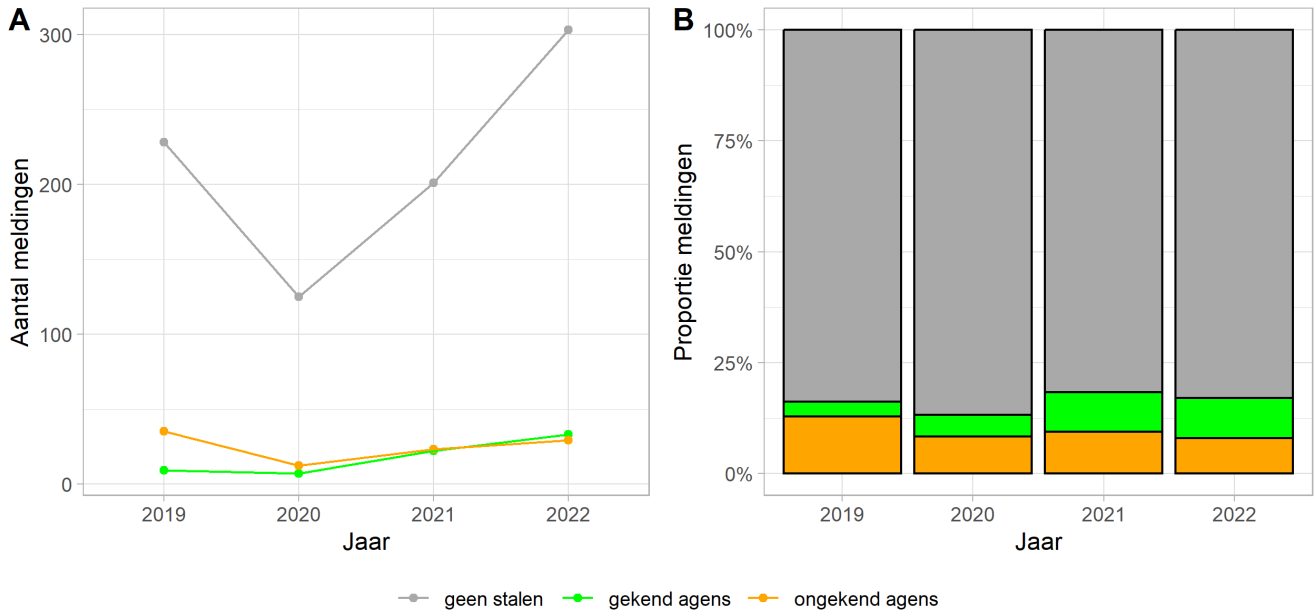 A
Aantal meldingen
300
200
100
0
2019 2020 2021 2022
Jaar
B
Proportie meldingen
100%
75%
50%
25%
0%
2019 2020 2021 2022
Jaar
geen stalen gekend agens ongekend agens